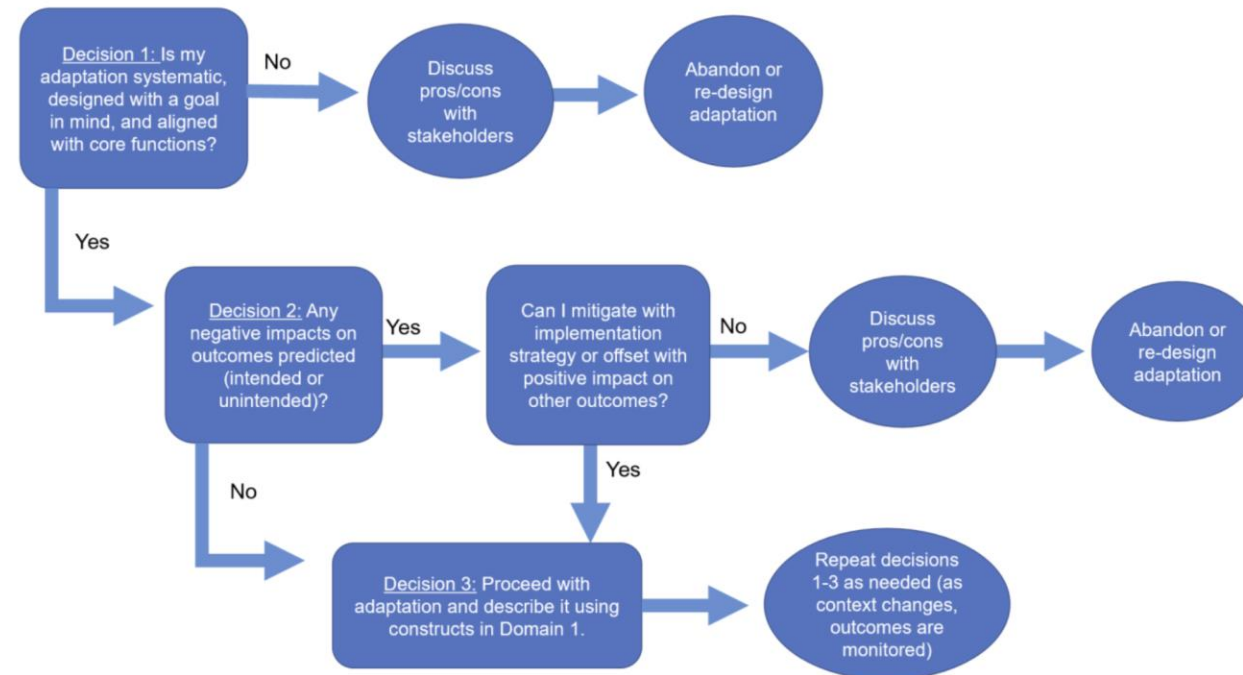 Decision 1: Is my
adaptation systematic,
designed with a goal
in mind, and aligned
with core functions?
No
Discuss
pros/cons
with
stakeholders
Abandon or
re-design
adaptation
Yes
Decision 2: Any
negative impacts on
outcomes predicted
(intended or
unintended)?
Yes
Can I mitigate with
implementation
strategy or offset with
positive impact on
other outcomes?
No
Discuss
pros/cons
with
stakeholders
Abandon or
re-design
adaptation
No
Yes
Decision 3: Proceed with
adaptation and describe it using
constructs in Domain 1.
Repeat decisions
1-3 as needed (as
context changes,
outcomes are
monitored)